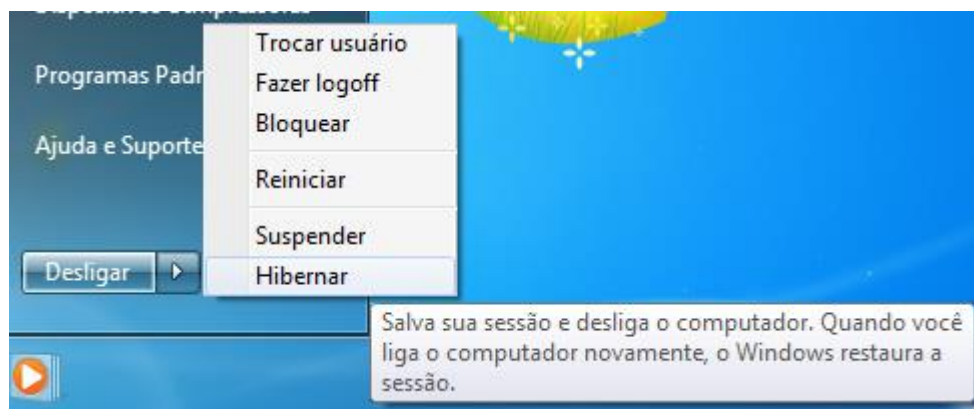 Trocar usuário
Programas Padr
Fazer logoff
Bloquear
Ajuda e Suporte
Reiniciar
Suspender
Desligar
Hibernar
Salva sua sessão e desliga o computador. Quando você
liga o computador novamente, o Windows restaura a
sessão.